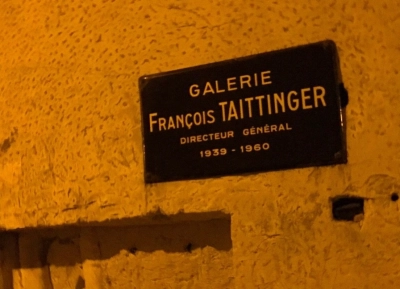 GALERIE
FRANÇOIS TAITTINGER
DIRECTEUR GÉNÉRAL
1939 - 1960